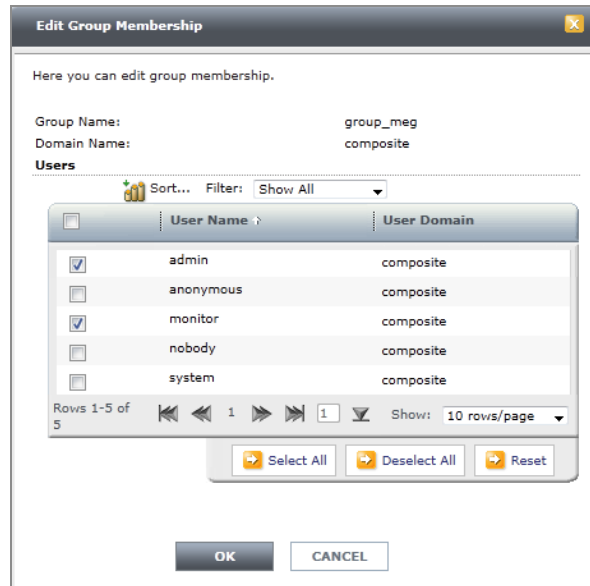 Edit Group Membership
Here you can edit group membership.
Group Name: group_meg
Domain Name: composite
Users
Sort... Filter: Show All
User Name User Domain
admin composite
anonymous composite
monitor composite
nobody composite
system composite
Rows 1-5 of 5 1 1 Show: 10 rows/page
Select All Deselect All Reset
OK CANCEL